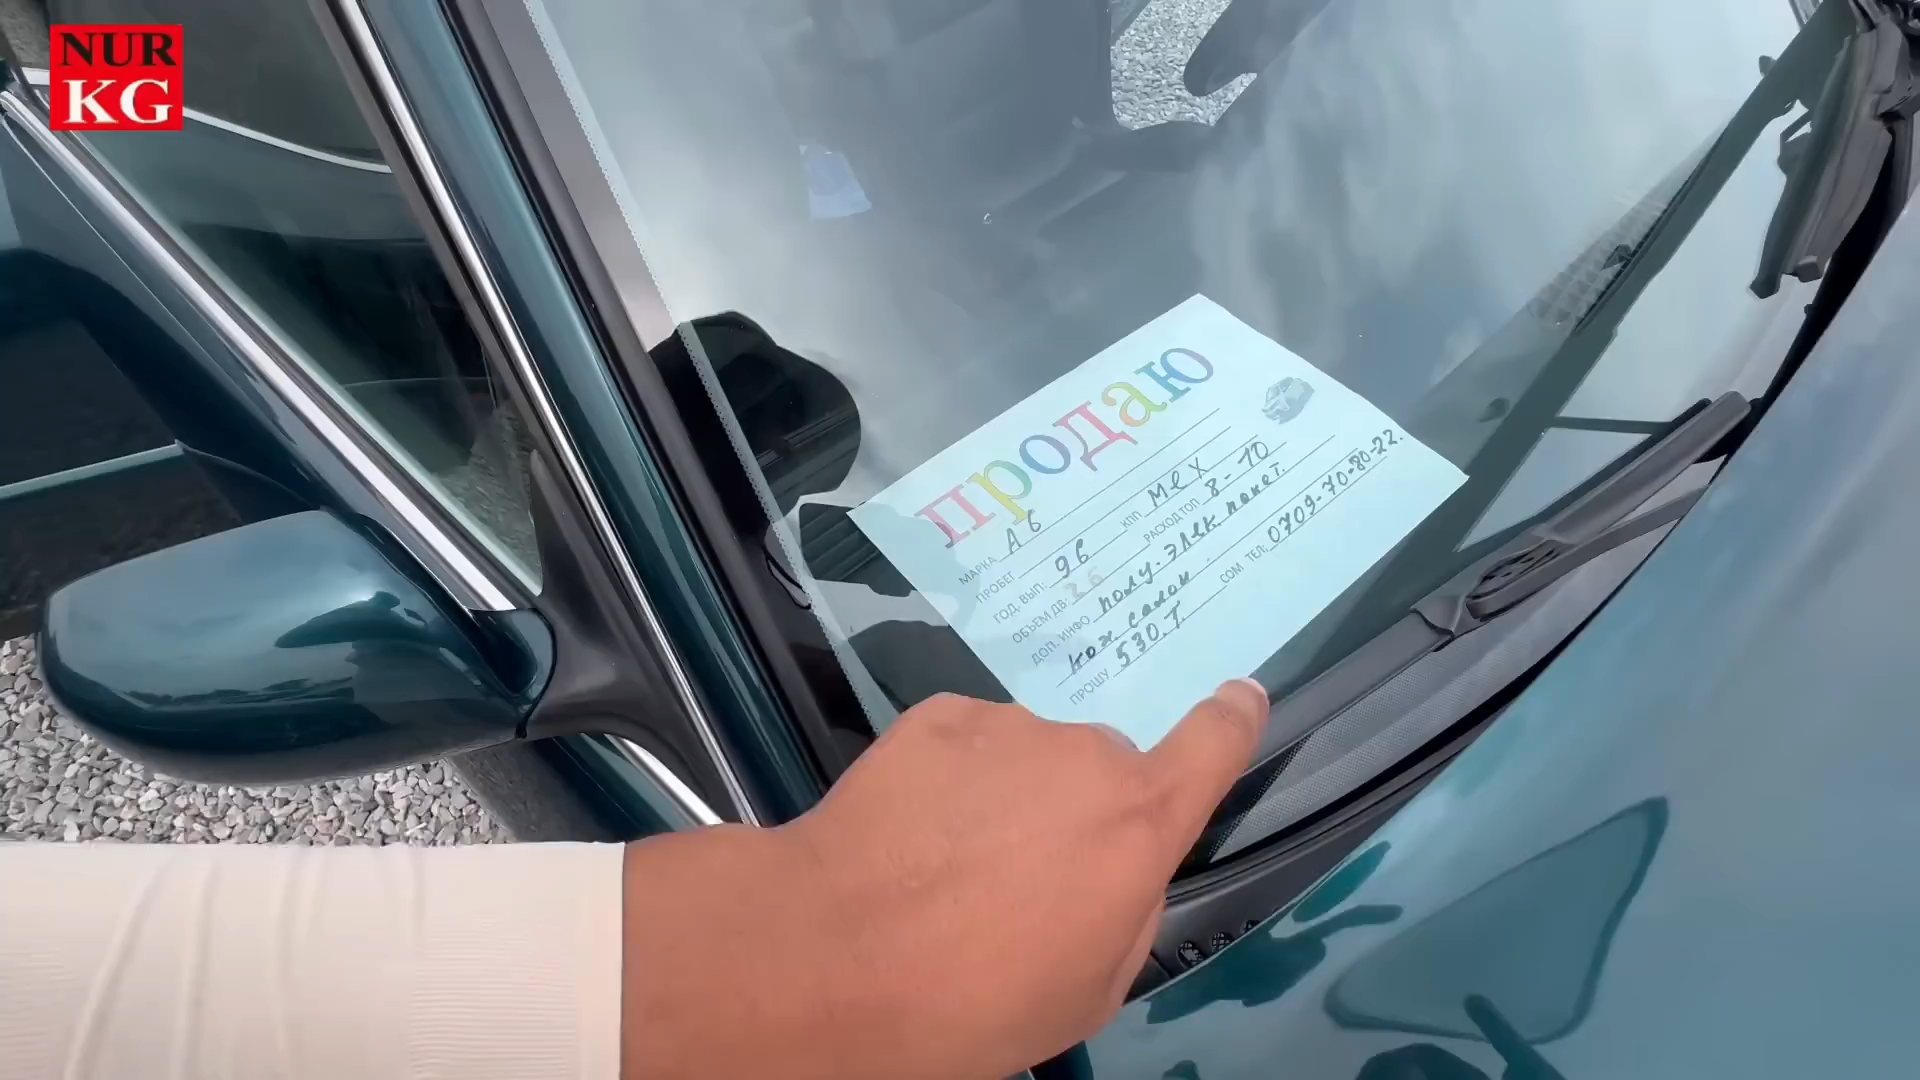 NUR
KG
продаю
МАРКА А6
ПРОБЕГ КПП мех
ГОД. ВЫП: 96 РАСХОД ТОП 8-10
ОБЪЕМ ДВ: 2.6
ДОП. ИНФО полу. элек. пакет.
кож салон.
ПРОШУ 530.т. СОМ ТЕЛ: 0709-70-80-22.